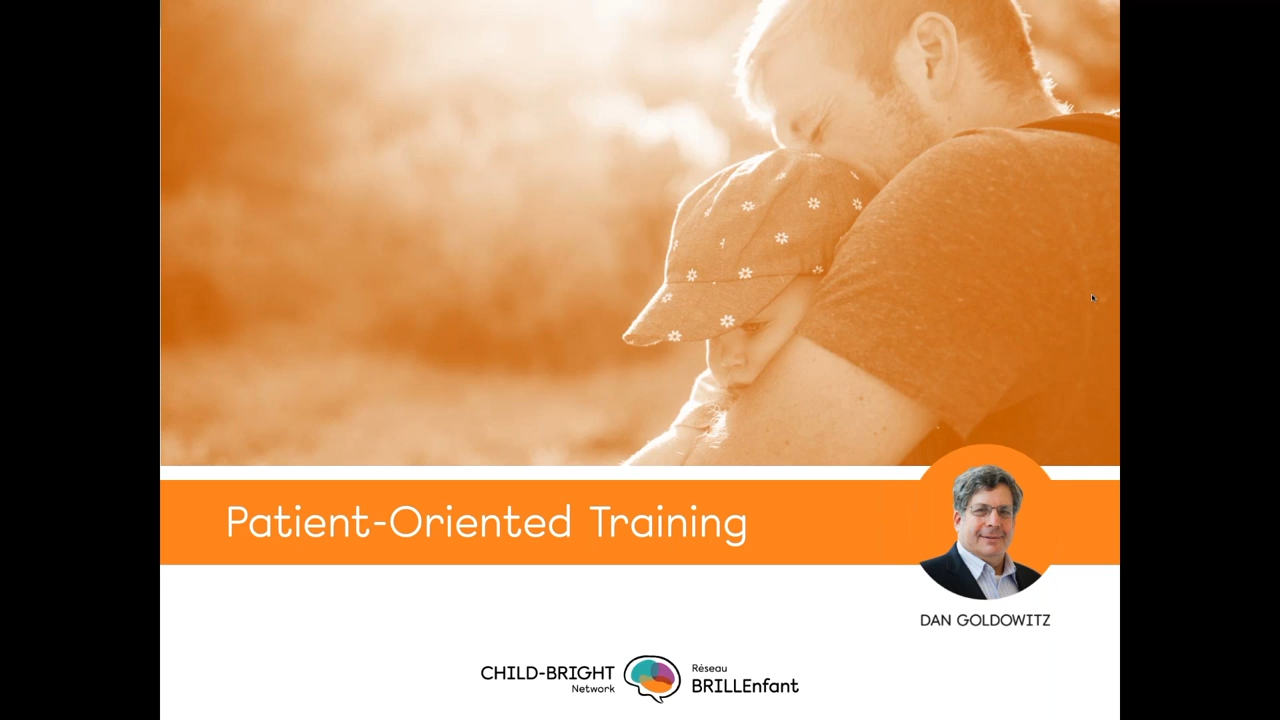 Patient-Oriented Training
DAN GOLDOWITZ
CHILD-BRIGHT
Network
Réseau
BRILLEnfant